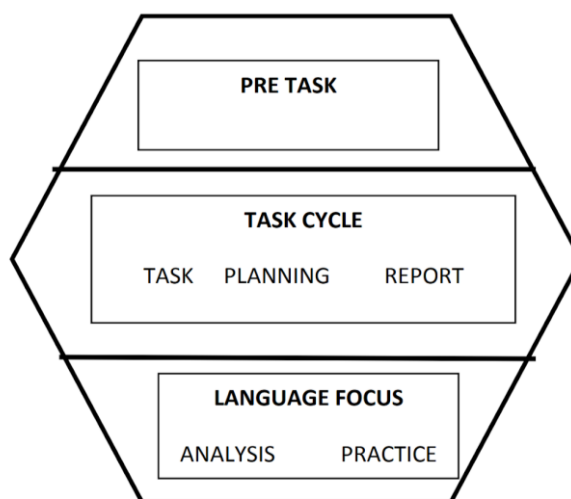 PRE TASK
TASK CYCLE
TASK PLANNING REPORT
LANGUAGE FOCUS
ANALYSIS PRACTICE